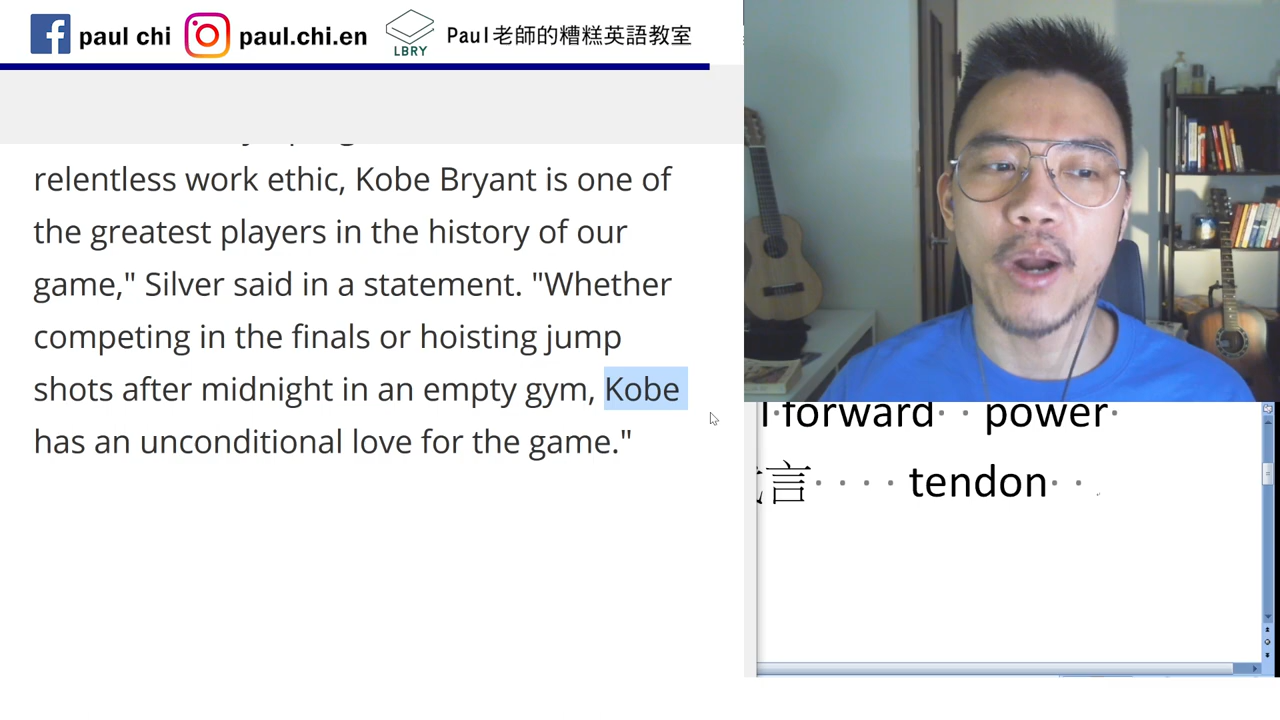 paul chi
paul.chi.en
LBRY
Paul老師的糟糕英語教室
relentless work ethic, Kobe Bryant is one of
the greatest players in the history of our
game," Silver said in a statement. "Whether
competing in the finals or hoisting jump
shots after midnight in an empty gym, Kobe
has an unconditional love for the game."
forward power
言 tendon